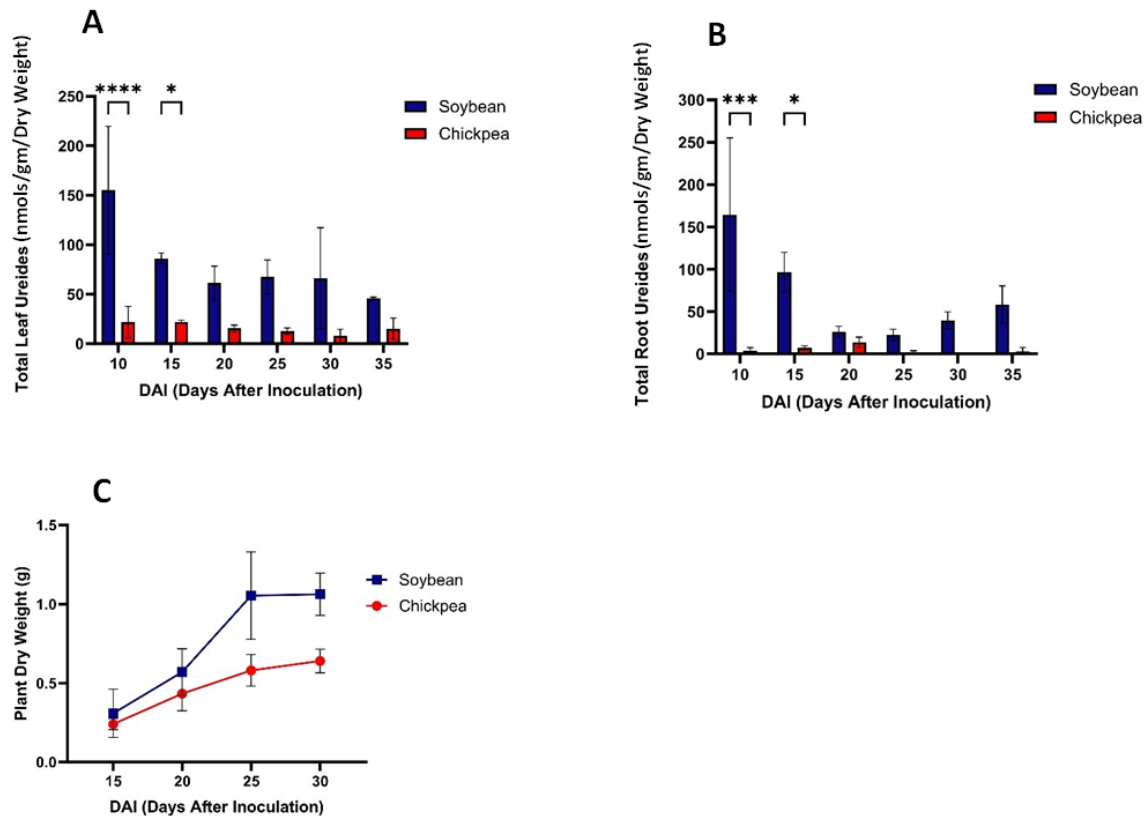 A
Total Leaf Ureides (nmols/gm/Dry Weight)
**** *
250
200
150
100
50
0
10 15 20 25 30 35
DAI (Days After Inoculation)
Soybean
Chickpea
B
Total Root Ureides (nmols/gm/Dry Weight)
*** *
300
250
200
150
100
50
0
10 15 20 25 30 35
DAI (Days After Inoculation)
Soybean
Chickpea
C
Plant Dry Weight (g)
1.5
1.0
0.5
0.0
15 20 25 30
DAI (Days After Inoculation)
Soybean
Chickpea